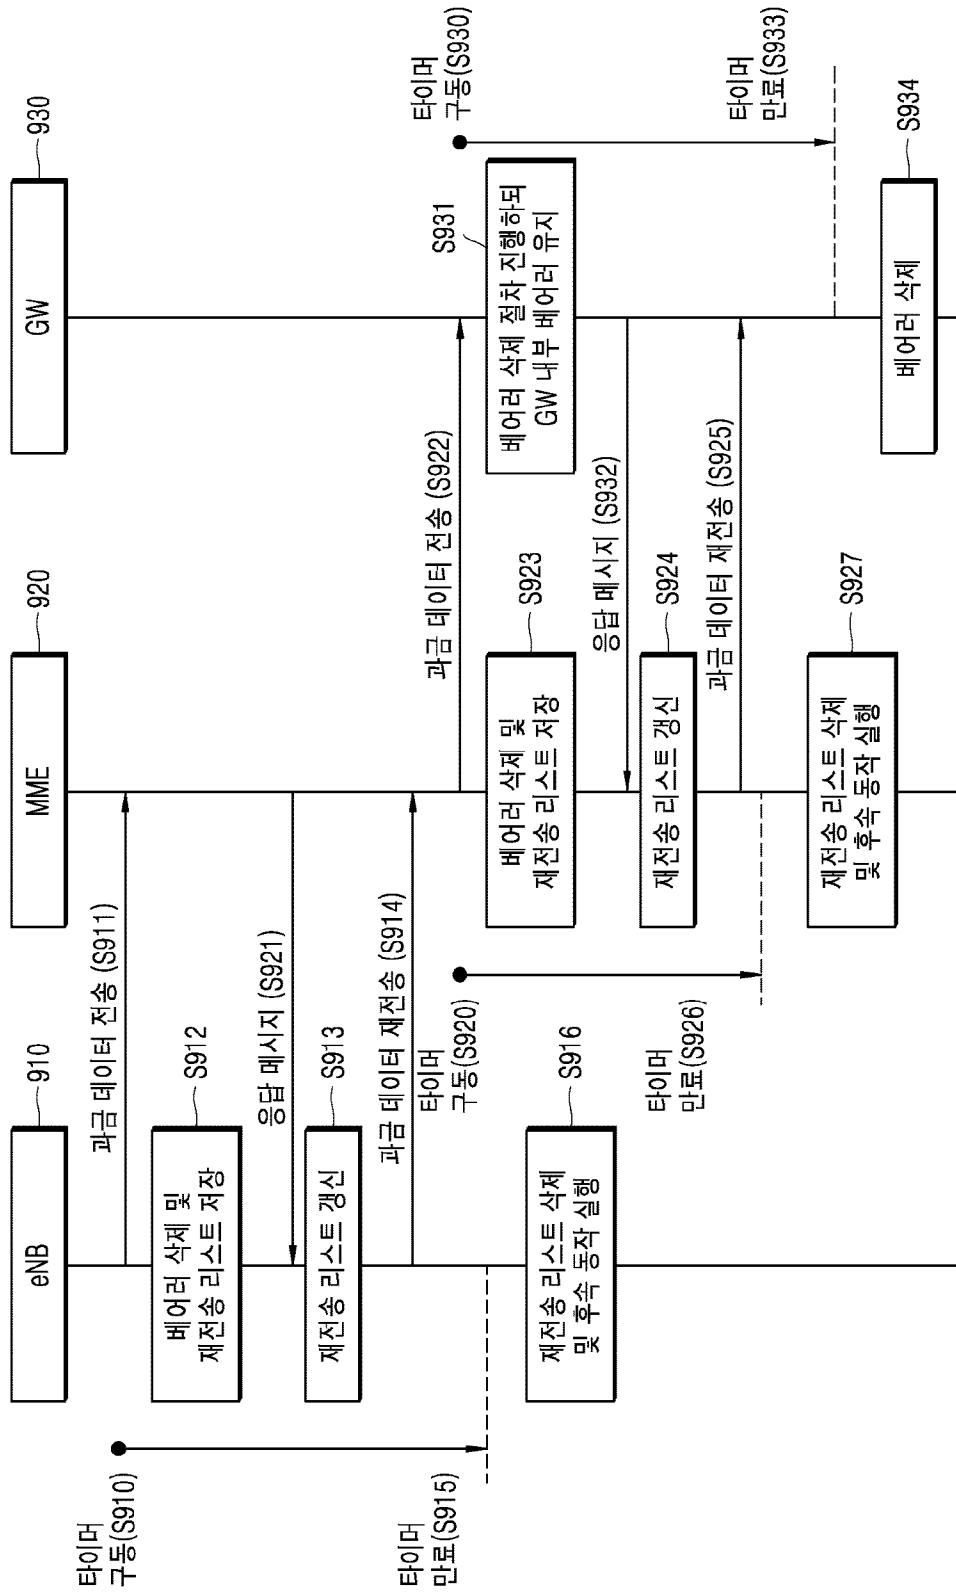 eNB
910
MME
920
GW
930
타이머
구동(S910)
과금 데이터 전송 (S911)
베어러 삭제 및
재전송 리스트 저장
S912
응답 메시지 (S921)
재전송 리스트 갱신
S913
과금 데이터 재전송 (S914)
타이머
만료(S915)
타이머
구동(S920)
과금 데이터 전송 (S922)
타이머
구동(S930)
재전송 리스트 삭제
및 후속 동작 실행
S916
베어러 삭제 및
재전송 리스트 저장
S923
베어러 삭제 절차 진행하되
GW 내부 베어러 유지
S931
응답 메시지 (S932)
재전송 리스트 갱신
S924
과금 데이터 재전송 (S925)
타이머
만료(S926)
타이머
만료(S933)
재전송 리스트 삭제
및 후속 동작 실행
S927
베어러 삭제
S934